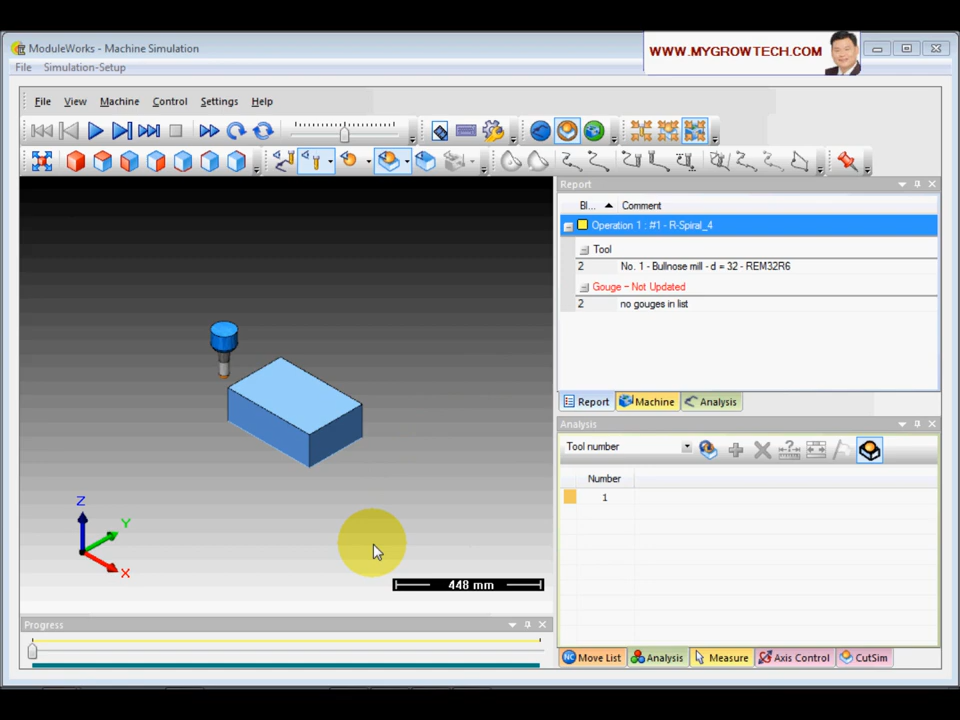 ModuleWorks - Machine Simulation
WWW.MYGROWTECH.COM
File Simulation-Setup
File View Machine Control Settings Help
Report
Bl... Comment
Operation 1 : #1 - R-Spiral_4
Tool
2 No. 1 - Bullnose mill - d = 32 - REM32R6
Gouge - Not Updated
2 no gouges in list
Report Machine Analysis
Analysis
Tool number
Number
1
Z
Y
X
448 mm
Progress
NC Move List Analysis Measure Axis Control CutSim